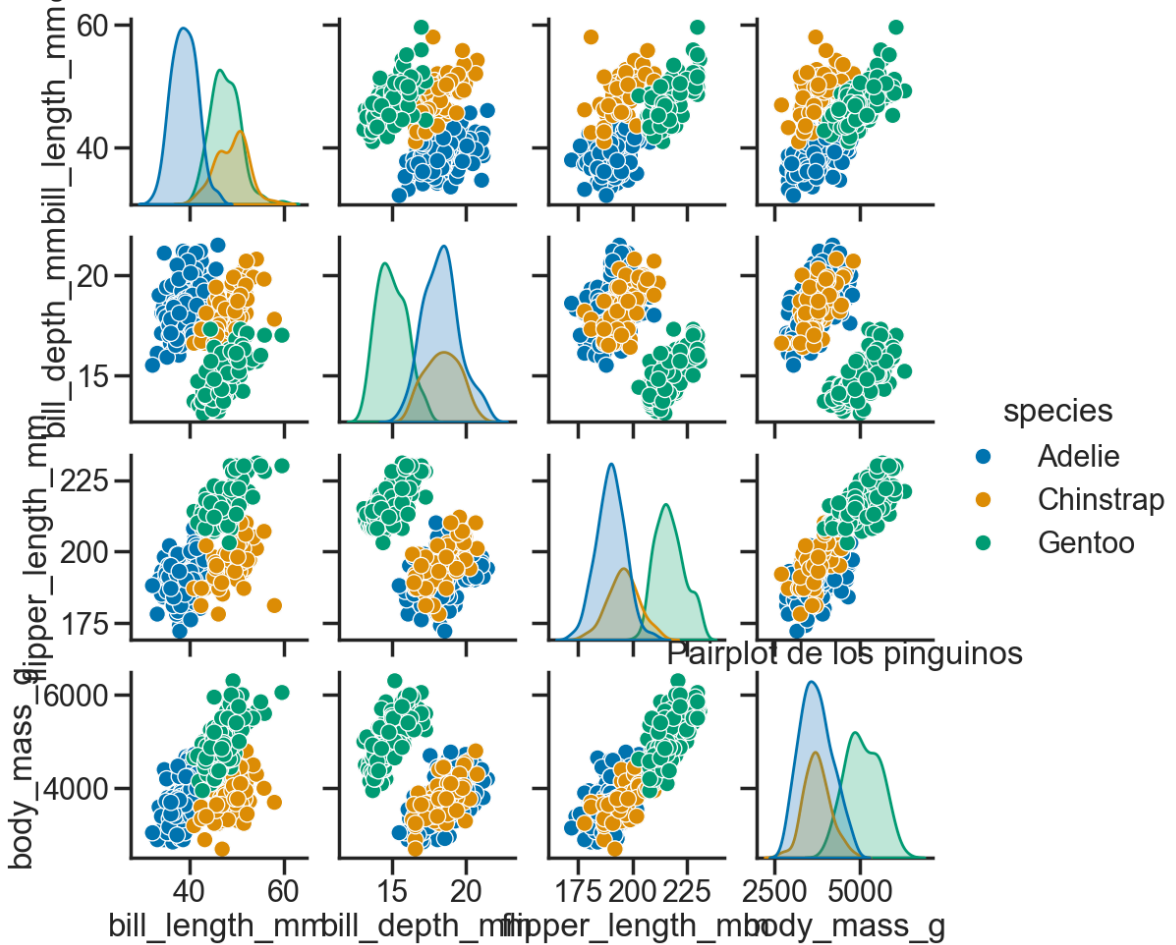 bill_length_mm
60
40
bill_depth_mm
20
15
flipper_length_mm
225
200
175
species
Adelie
Chinstrap
Gentoo
Pairplot de los pinguinos
body_mass_g
6000
4000
40 60 15 20 175 200 225 2500 5000
bill_length_mm bill_depth_mm flipper_length_mm body_mass_g